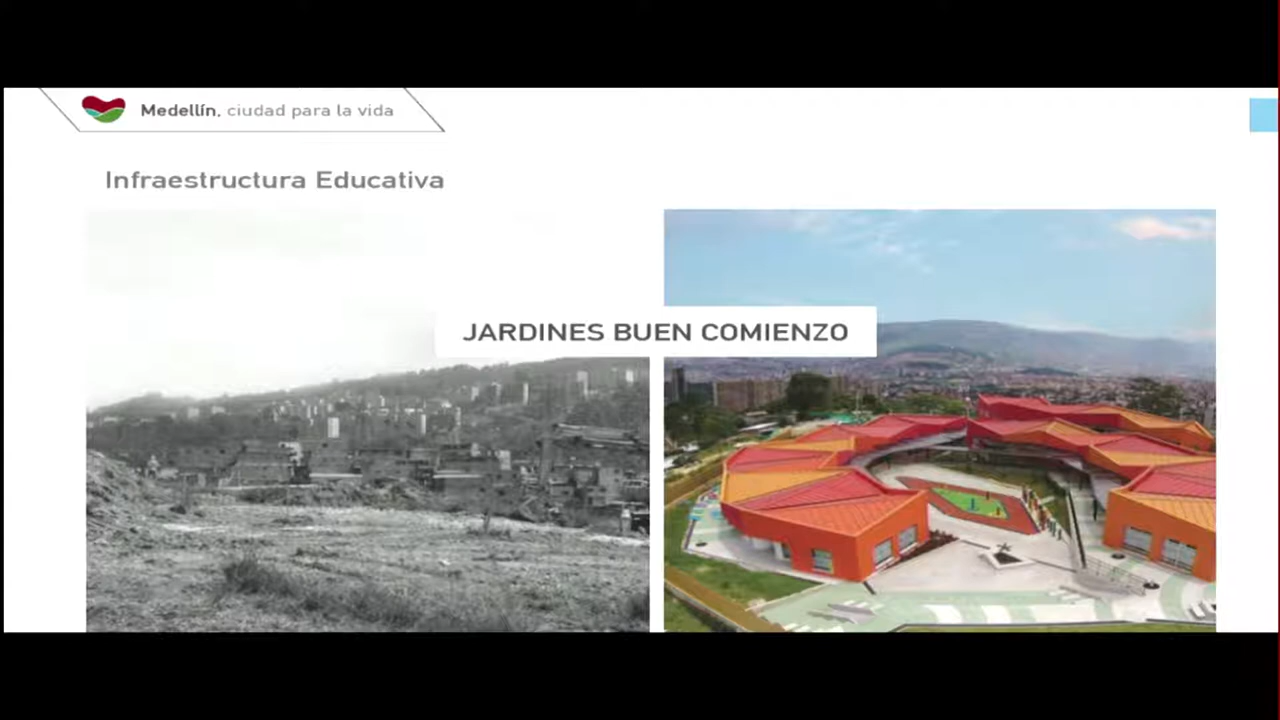 Medellín, ciudad para la vida
Infraestructura Educativa
JARDINES BUEN COMIENZO